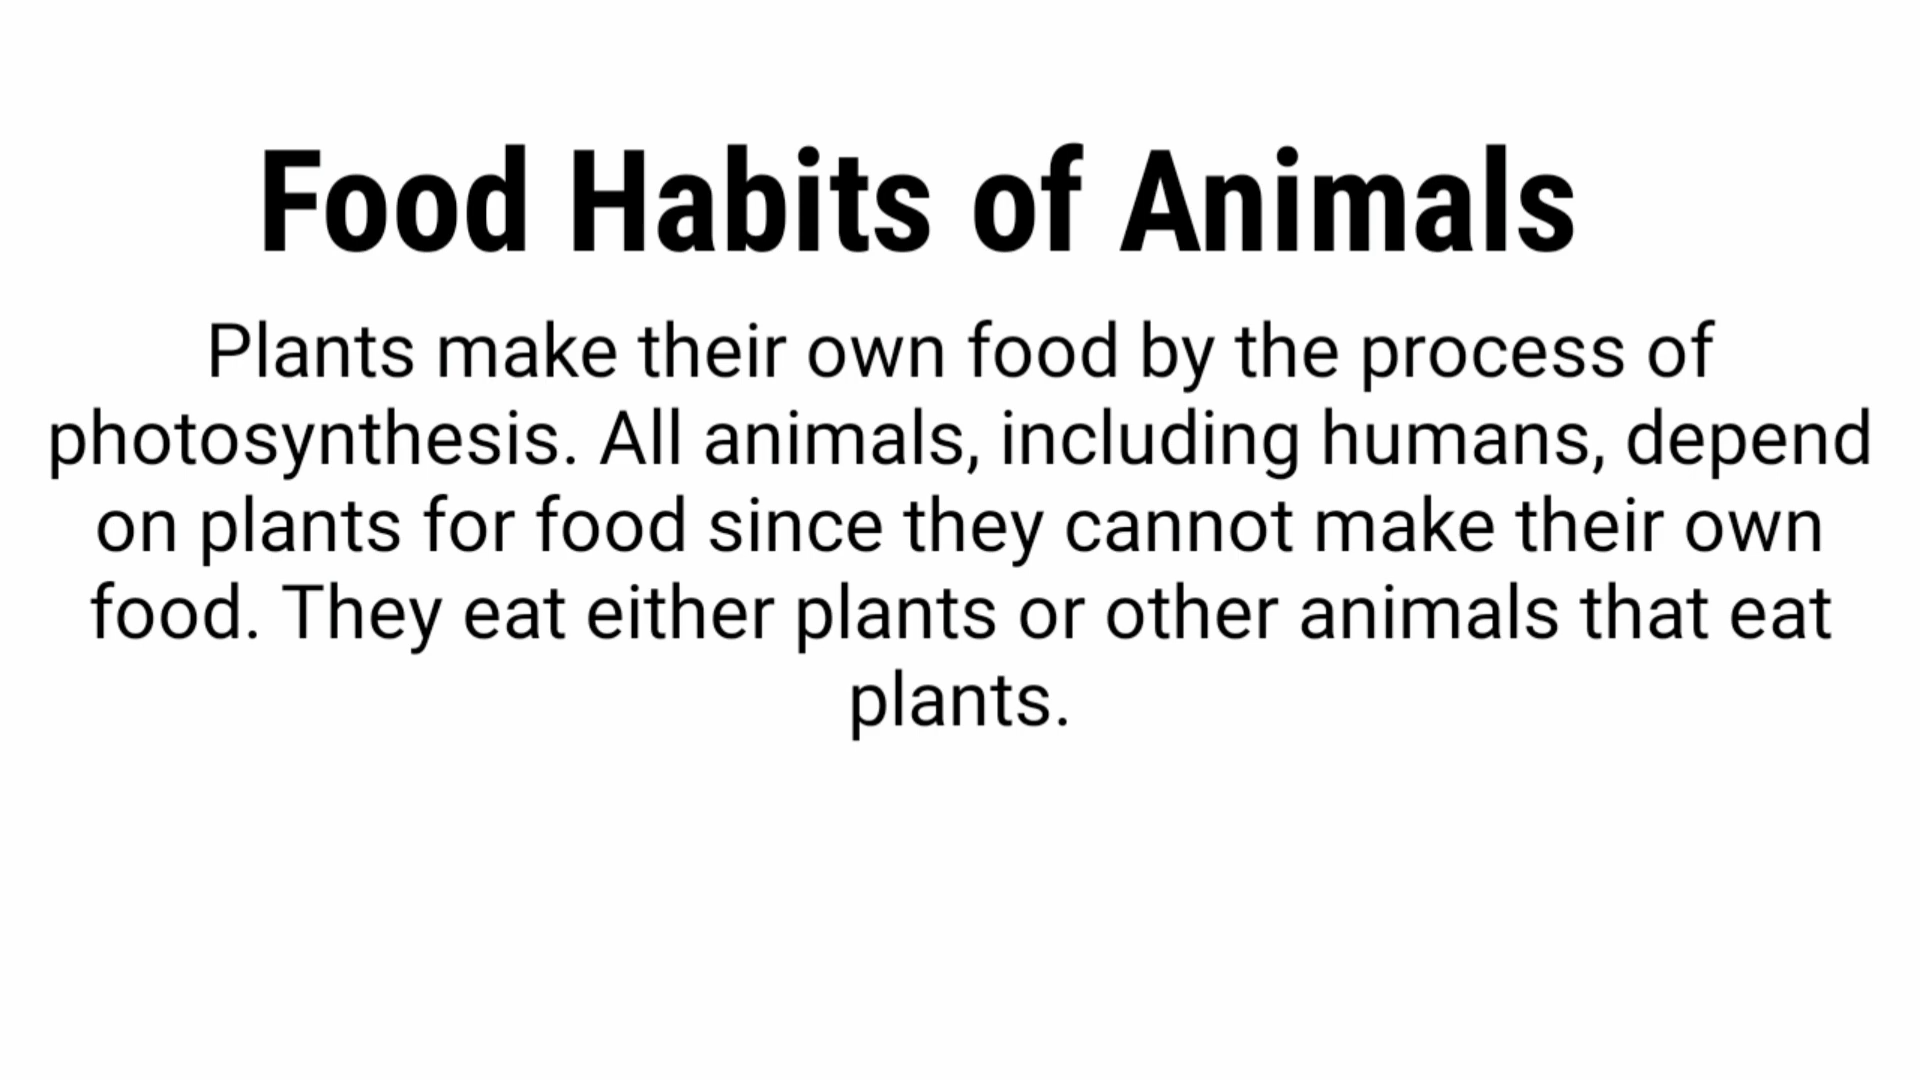 Food Habits of Animals
Plants make their own food by the process of
photosynthesis. All animals, including humans, depend
on plants for food since they cannot make their own
food. They eat either plants or other animals that eat
plants.